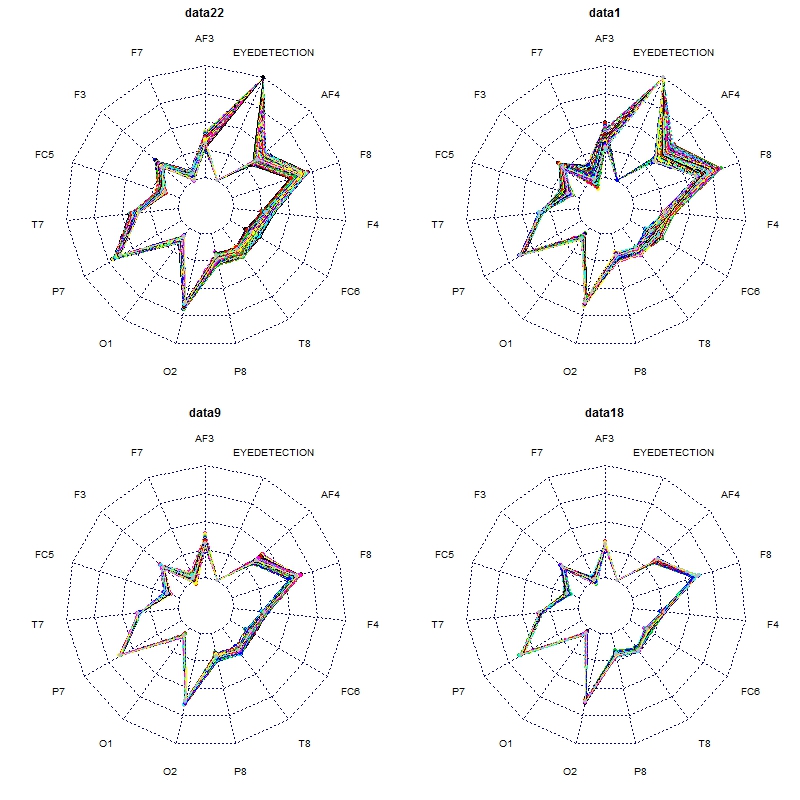 data22
AF3
F7
EYEDETECTION
F3
AF4
FC5
F8
T7
F4
P7
FC6
O1
T8
O2
P8
data1
AF3
F7
EYEDETECTION
F3
AF4
FC5
F8
T7
F4
P7
FC6
O1
T8
O2
P8
data9
AF3
F7
EYEDETECTION
F3
AF4
FC5
F8
T7
F4
P7
FC6
O1
T8
O2
P8
data18
AF3
F7
EYEDETECTION
F3
AF4
FC5
F8
T7
F4
P7
FC6
O1
T8
O2
P8